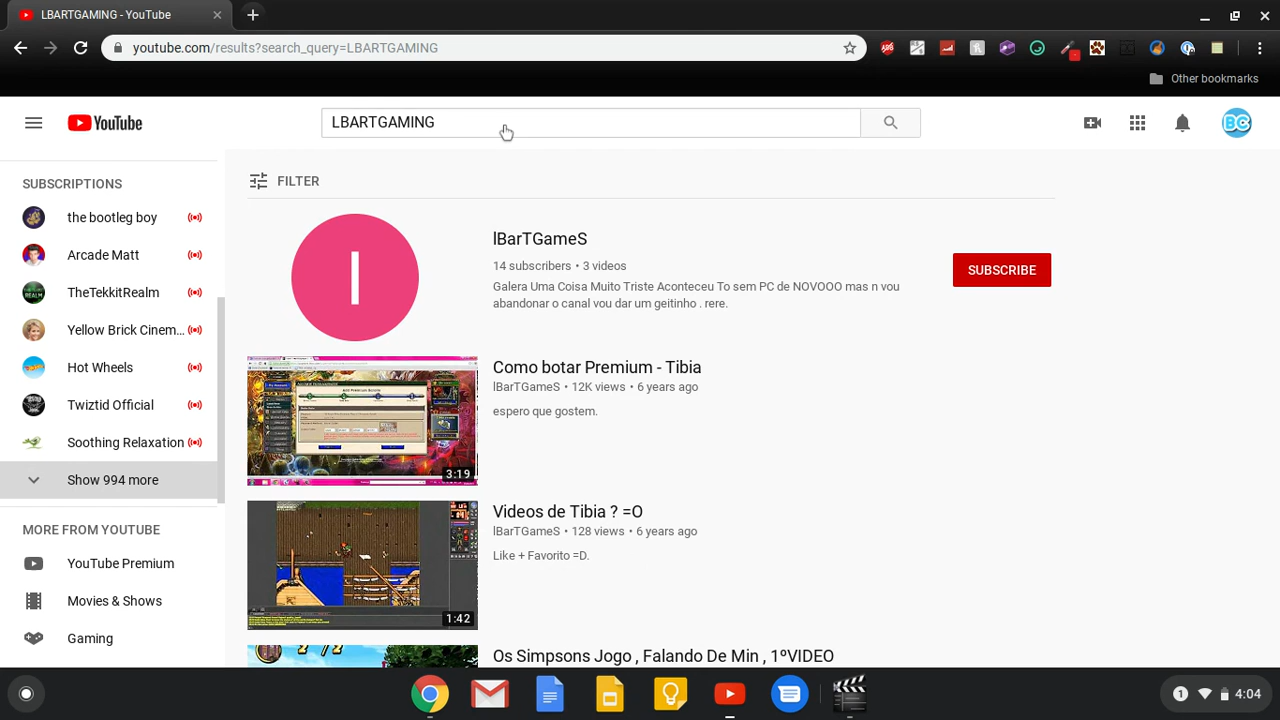 LBARTGAMING - YouTube
youtube.com/results?search_query=LBARTGAMING
Other bookmarks
YouTube
LBARTGAMING
SUBSCRIPTIONS
the bootleg boy
Arcade Matt
TheTekkitRealm
Yellow Brick Cinem...
Hot Wheels
Twiztid Official
Soothing Relaxation
Show 994 more
MORE FROM YOUTUBE
YouTube Premium
Movies & Shows
Gaming
FILTER
lBarTGameS
14 subscribers • 3 videos
Galera Uma Coisa Muito Triste Aconteceu To sem PC de NOVOOO mas n vou
abandonar o canal vou dar um geitinho . rere.
SUBSCRIBE
Como botar Premium - Tibia
lBarTGameS • 12K views • 6 years ago
espero que gostem.
3:19
Videos de Tibia ? =O
lBarTGameS • 128 views • 6 years ago
Like + Favorito =D.
1:42
Os Simpsons Jogo , Falando De Min , 1ºVIDEO
1
4:04